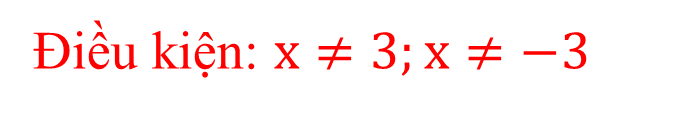 Điều kiện: x ≠ 3; x ≠ −3